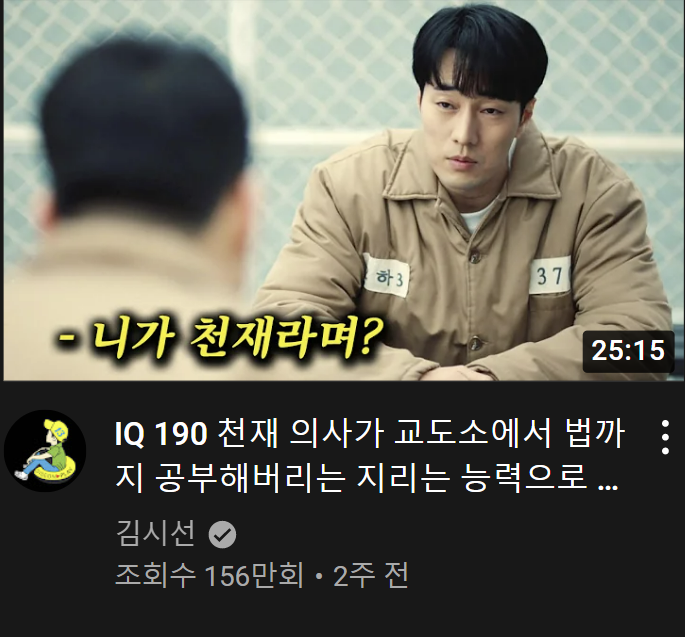 하3
37
- 니가 천재라며?
25:15
IQ 190 천재 의사가 교도소에서 법까
지 공부해버리는 지리는 능력으로 ...
김시선
조회수 156만회 • 2주 전